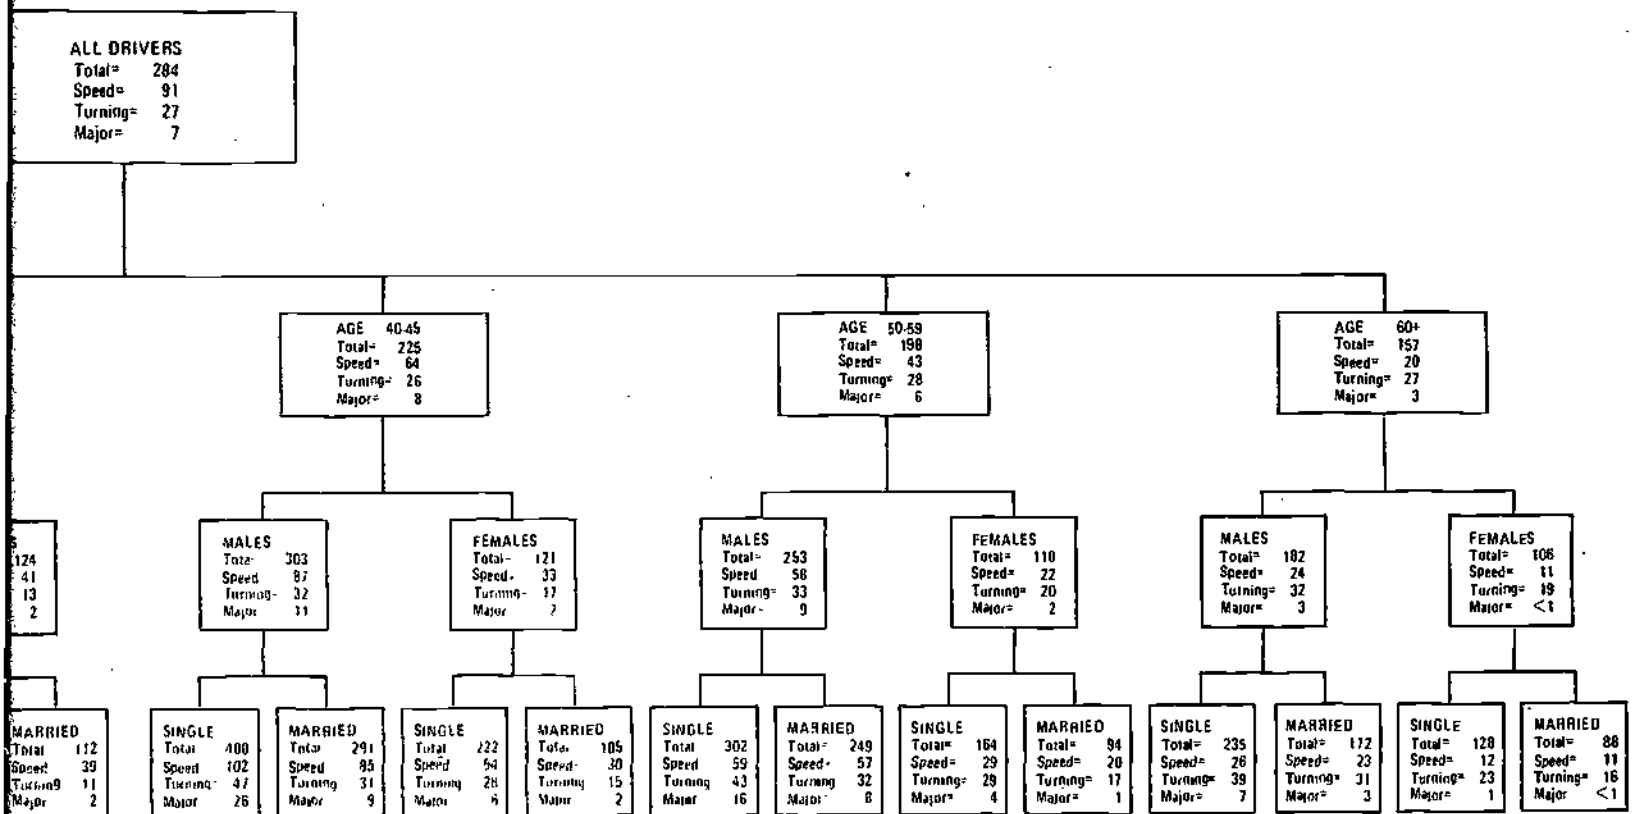 ALL DRIVERS
Total= 284
Speed= 91
Turning= 27
Major= 7
AGE 40-45
Total- 225
Speed= 64
Turning- 26
Major= 8
AGE 50-59
Total= 198
Speed= 43
Turning= 28
Major= 6
AGE 60+
Total= 157
Speed= 20
Turning= 27
Major= 3
S
124
41
13
2
MALES
Total- 303
Speed 87
Turning- 32
Major 11
FEMALES
Total- 121
Speed- 33
Turning- 17
Major 2
MALES
Total= 253
Speed 56
Turning= 33
Major- 9
FEMALES
Total= 110
Speed= 22
Turning= 20
Major= 2
MALES
Total= 182
Speed= 24
Turning= 32
Major= 3
FEMALES
Total= 106
Speed= 11
Turning= 19
Major= <1
MARRIED
Total 112
Speed 39
Turning 11
Major 2
SINGLE
Total 400
Speed 102
Turning- 47
Major 26
MARRIED
Total 291
Speed 85
Turning 31
Major 9
SINGLE
Total 222
Speed 54
Turning 28
Major 6
MARRIED
Total 105
Speed- 30
Turning 15
Major 2
SINGLE
Total 302
Speed 59
Turning 43
Major 16
MARRIED
Total= 249
Speed- 57
Turning 32
Major- 8
SINGLE
Total= 164
Speed= 29
Turning= 29
Major= 4
MARRIED
Total= 94
Speed= 20
Turning= 17
Major= 1
SINGLE
Total= 235
Speed= 26
Turning= 39
Major= 7
MARRIED
Total= 172
Speed= 23
Turning= 31
Major= 3
SINGLE
Total= 128
Speed= 12
Turning= 23
Major= 1
MARRIED
Total= 88
Speed= 11
Turning= 16
Major <1